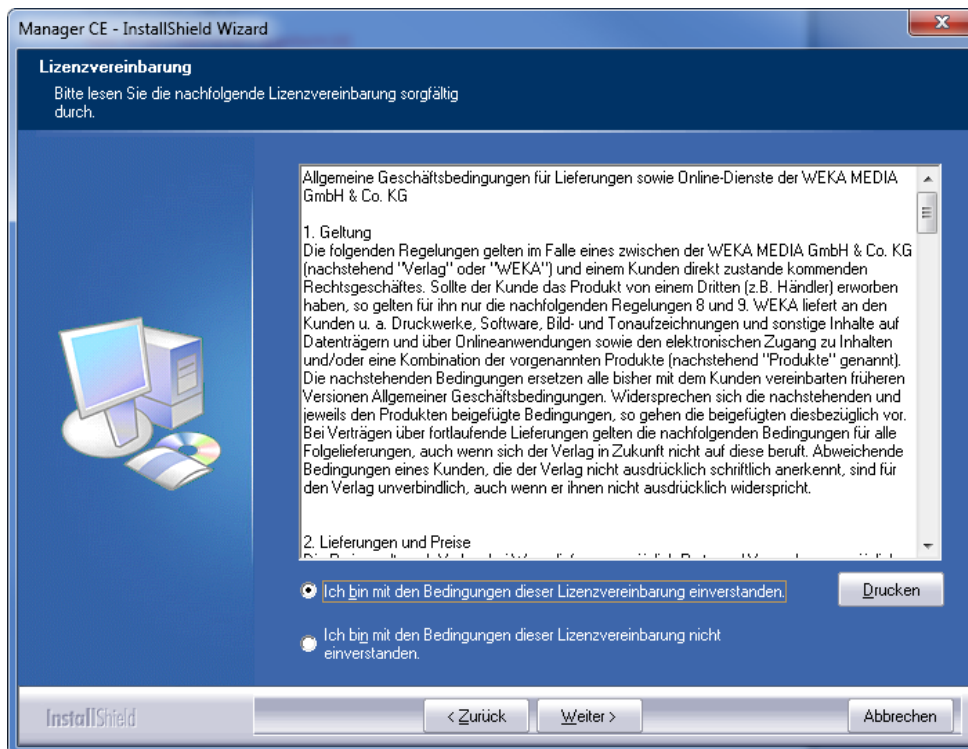 Manager CE - InstallShield Wizard
Lizenzvereinbarung
Bitte lesen Sie die nachfolgende Lizenzvereinbarung sorgfältig
durch.
Allgemeine Geschäftsbedingungen für Lieferungen sowie Online-Dienste der WEKA MEDIA
GmbH & Co. KG
1. Geltung
Die folgenden Regelungen gelten im Falle eines zwischen der WEKA MEDIA GmbH & Co. KG
(nachstehend "Verlag" oder "WEKA") und einem Kunden direkt zustande kommenden
Rechtsgeschäftes. Sollte der Kunde das Produkt von einem Dritten (z.B. Händler) erworben
haben, so gelten für ihn nur die nachfolgenden Regelungen 8 und 9. WEKA liefert an den
Kunden u. a. Druckwerke, Software, Bild- und Tonaufzeichnungen und sonstige Inhalte auf
Datenträgern und über Onlineanwendungen sowie den elektronischen Zugang zu Inhalten
und/oder eine Kombination der vorgenannten Produkte (nachstehend "Produkte" genannt).
Die nachstehenden Bedingungen ersetzen alle bisher mit dem Kunden vereinbarten früheren
Versionen Allgemeiner Geschäftsbedingungen. Widersprechen sich die nachstehenden und
jeweils den Produkten beigefügte Bedingungen, so gehen die beigefügten diesbezüglich vor.
Bei Verträgen über fortlaufende Lieferungen gelten die nachfolgenden Bedingungen für alle
Folgelieferungen, auch wenn sich der Verlag in Zukunft nicht auf diese beruft. Abweichende
Bedingungen eines Kunden, die der Verlag nicht ausdrücklich schriftlich anerkennt, sind für
den Verlag unverbindlich, auch wenn er ihnen nicht ausdrücklich widerspricht.
2. Lieferungen und Preise
Ich bin mit den Bedingungen dieser Lizenzvereinbarung einverstanden.
Drucken
Ich bin mit den Bedingungen dieser Lizenzvereinbarung nicht
einverstanden.
InstallShield
< Zurück
Weiter >
Abbrechen